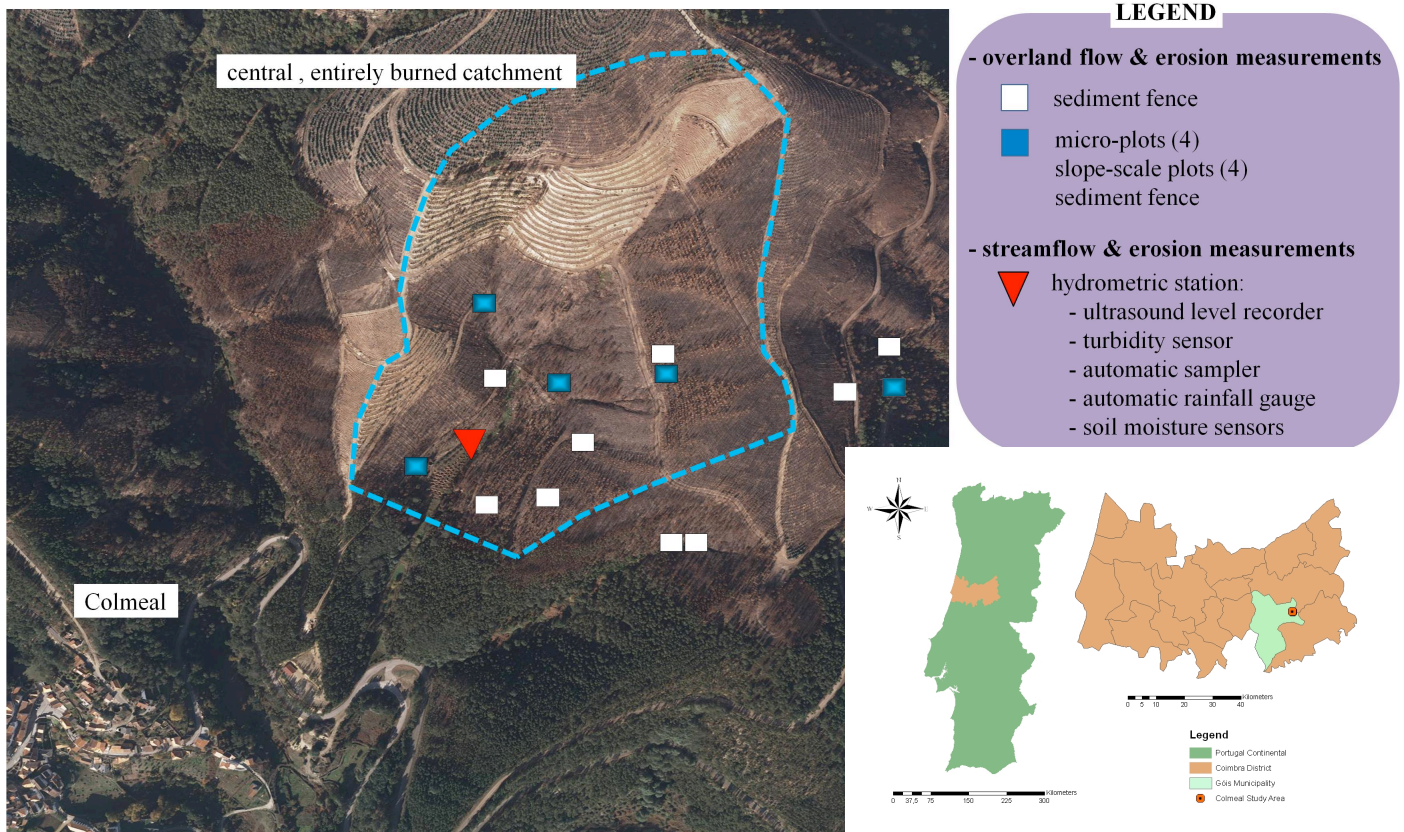 central , entirely burned catchment
Colmeal
LEGEND
- overland flow & erosion measurements
sediment fence
micro-plots (4)
slope-scale plots (4)
sediment fence
- streamflow & erosion measurements
hydrometric station:
- ultrasound level recorder
- turbidity sensor
- automatic sampler
- automatic rainfall gauge
- soil moisture sensors
N
W E
S
Kilometers
0 37,5 75 150 225 300
Kilometers
0 5 10 20 30 40
Legend
Portugal Continental
Coimbra District
Góis Municipality
Colmeal Study Area